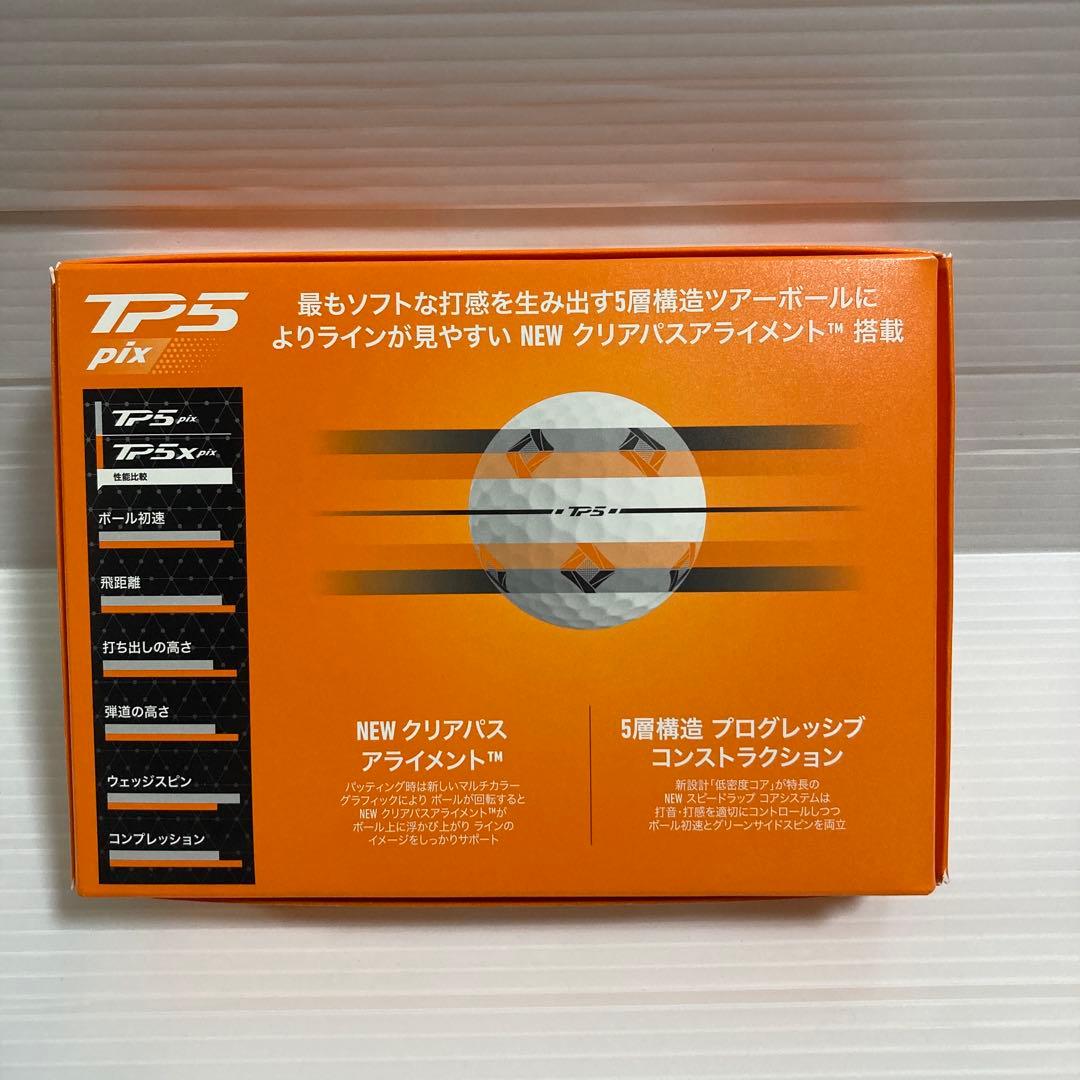 TP5
pix
最もソフトな打感を生み出す5層構造ツアーボールに
よりラインが見やすい NEW クリアパスアライメント™ 搭載
TP5 pix
TP5x pix
性能比較
ボール初速
飛距離
打ち出しの高さ
弾道の高さ
ウェッジスピン
コンプレッション
TP5
NEW クリアパス
アライメント™
パッティング時は新しいマルチカラー
グラフィックにより ボールが回転すると
NEW クリアパスアライメント™が
ボール上に浮かび上がり ラインの
イメージをしっかりサポート
5層構造 プログレッシブ
コンストラクション
新設計「低密度コア」が特長の
NEW スピードラップ コアシステムは
打音・打感を適切にコントロールしつつ
ボール初速とグリーンサイドスピンを両立